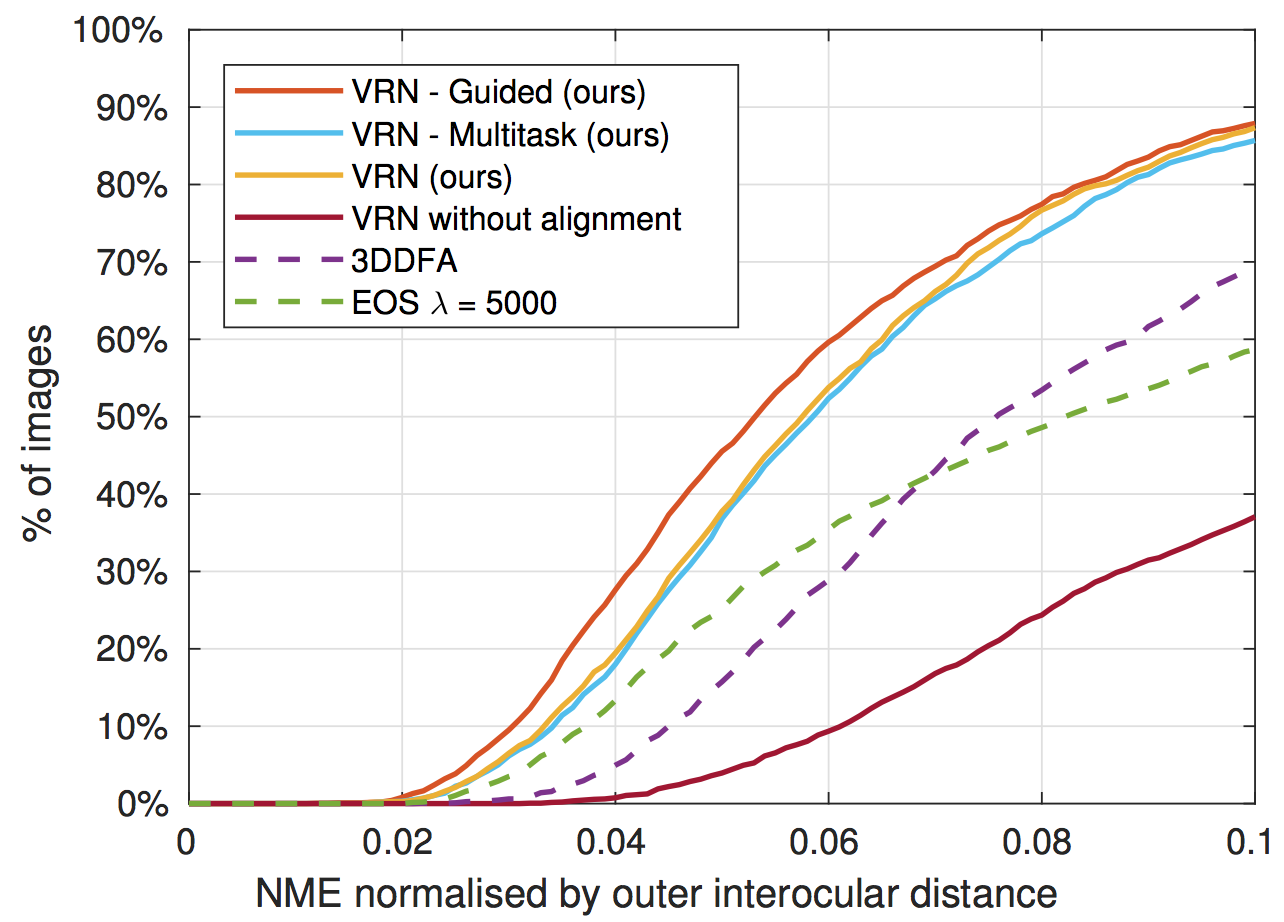 100%
90%
80%
70%
60%
50%
40%
30%
20%
10%
0%
% of images
VRN - Guided (ours)
VRN - Multitask (ours)
VRN (ours)
VRN without alignment
3DDFA
EOS λ = 5000
0 0.02 0.04 0.06 0.08 0.1
NME normalised by outer interocular distance